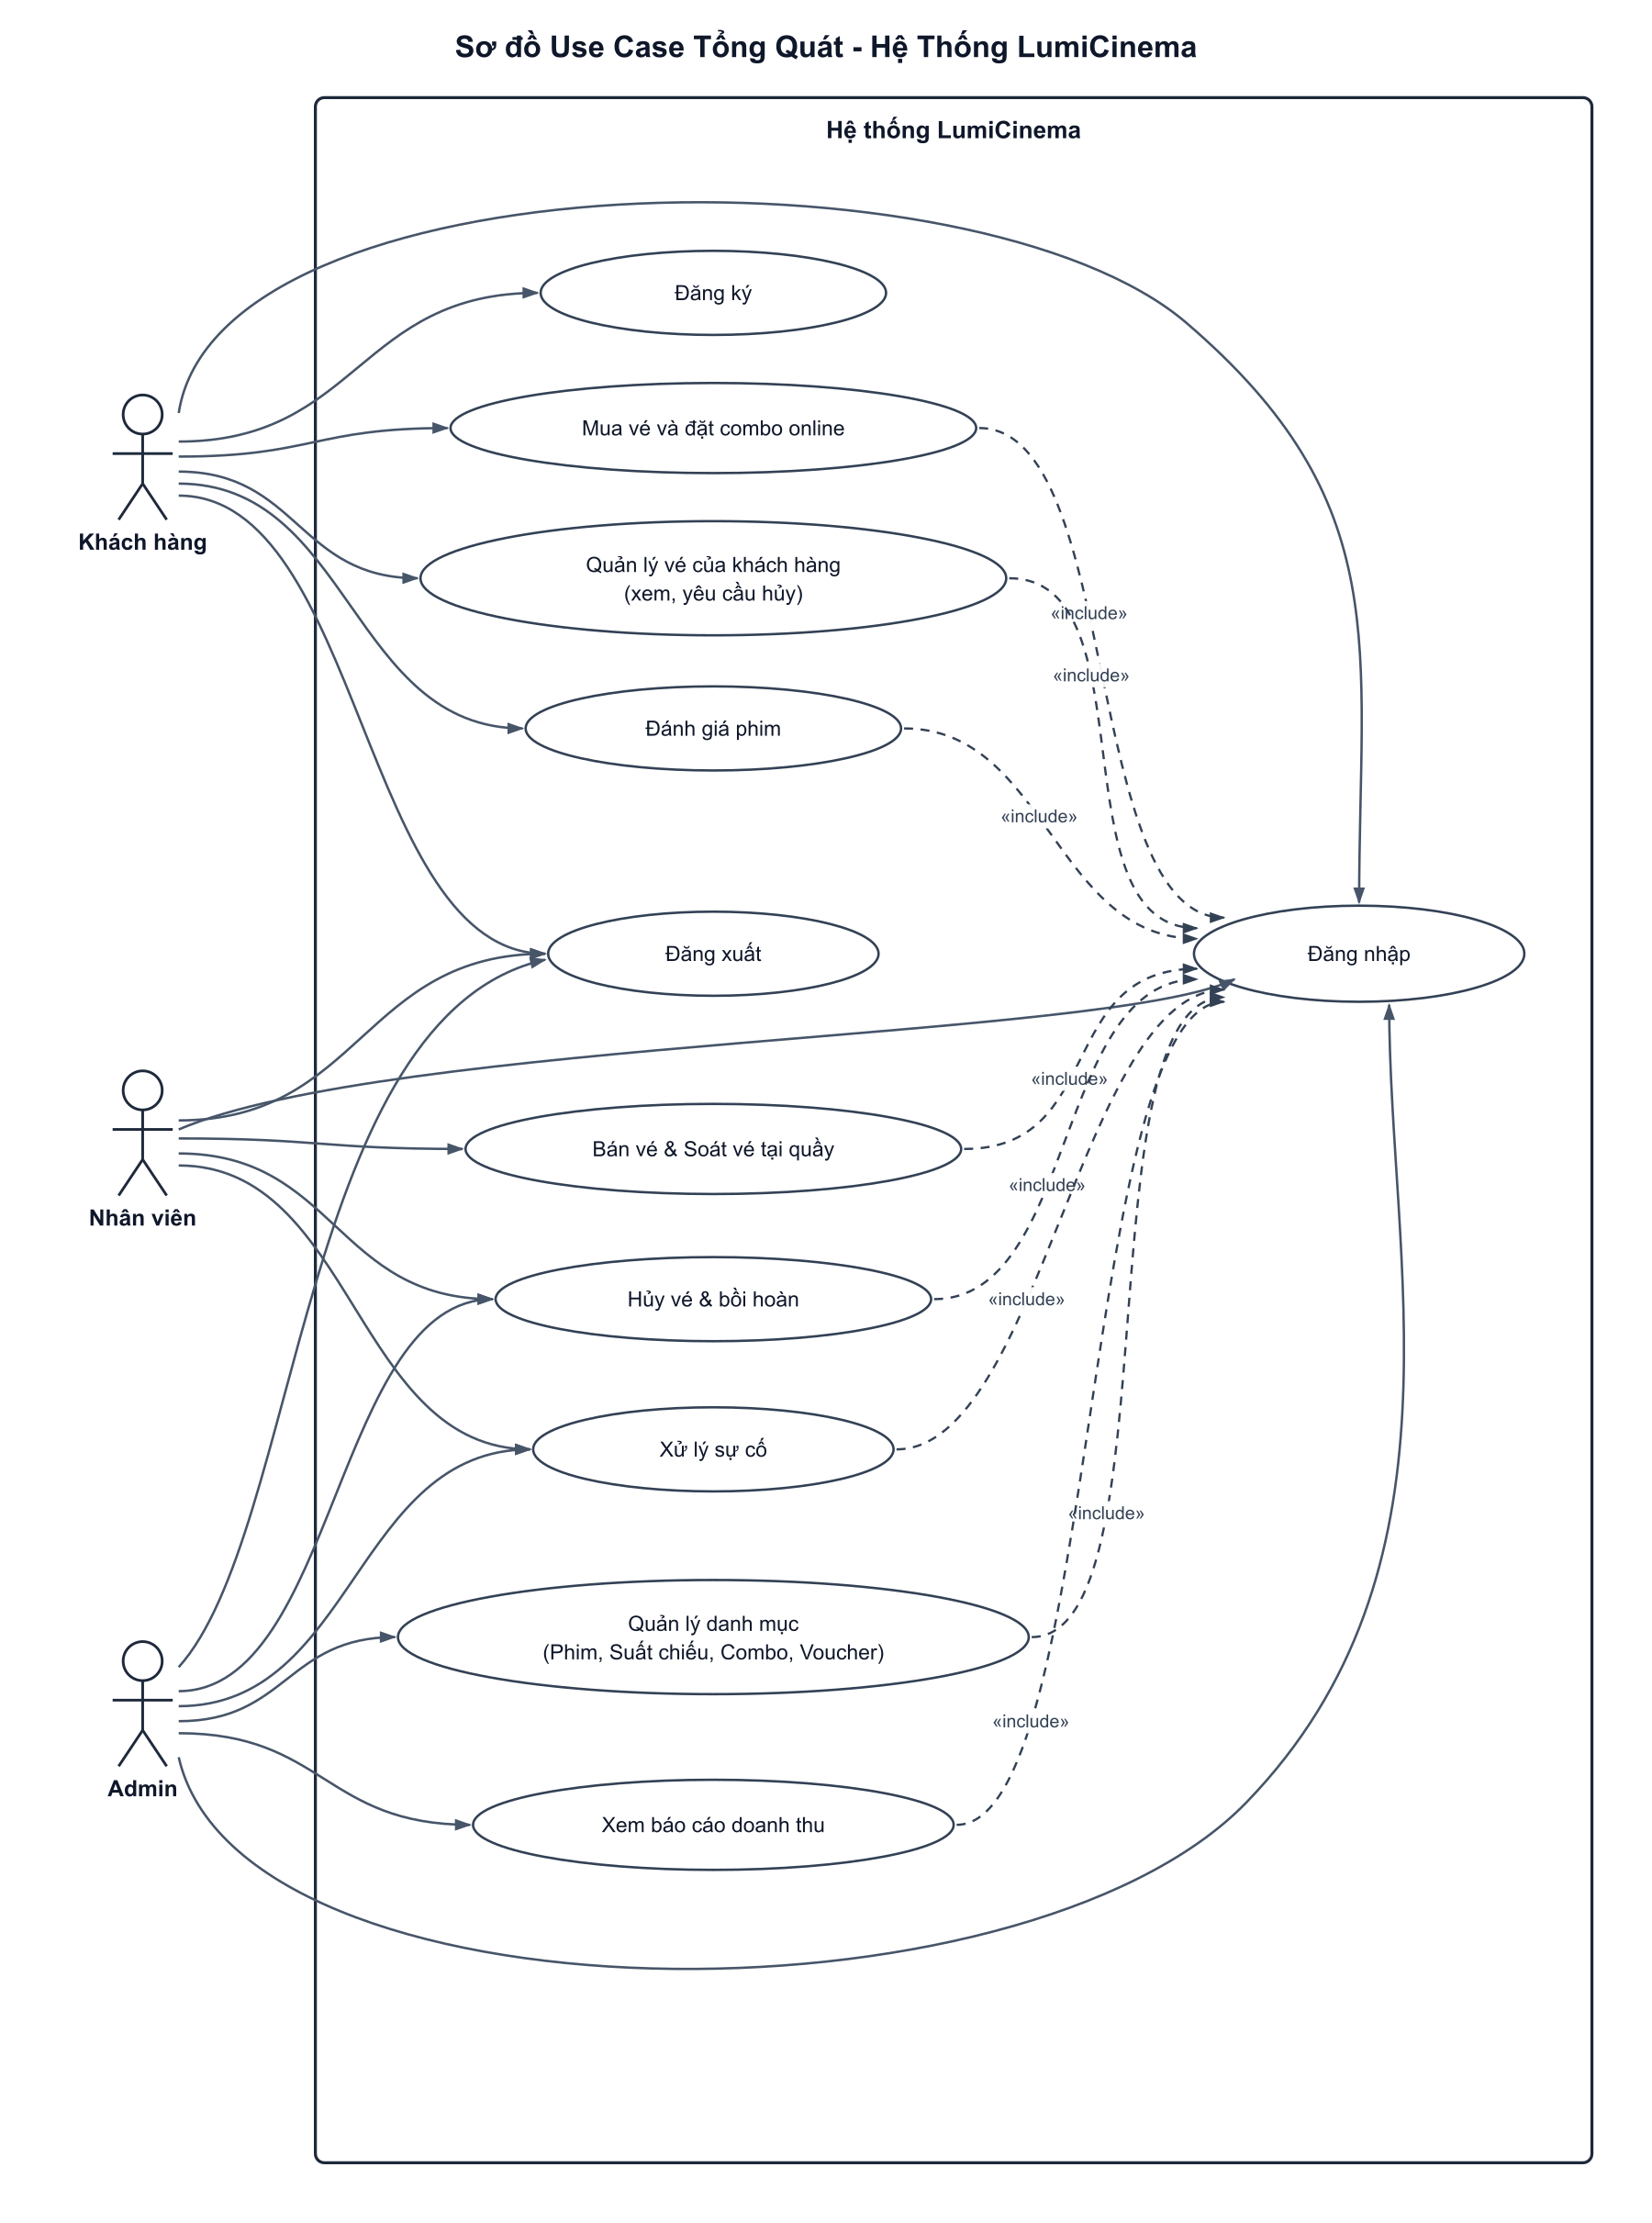 Sơ đồ Use Case Tổng Quát - Hệ Thống LumiCinema
Hệ thống LumiCinema
Đăng ký
Mua vé và đặt combo online
Khách hàng
Quản lý vé của khách hàng
(xem, yêu cầu hủy)
«include»
«include»
Đánh giá phim
«include»
Đăng xuất
Đăng nhập
«include»
Bán vé & Soát vé tại quầy
«include»
Nhân viên
Hủy vé & bồi hoàn
«include»
Xử lý sự cố
«include»
Quản lý danh mục
(Phim, Suất chiếu, Combo, Voucher)
«include»
Admin
Xem báo cáo doanh thu